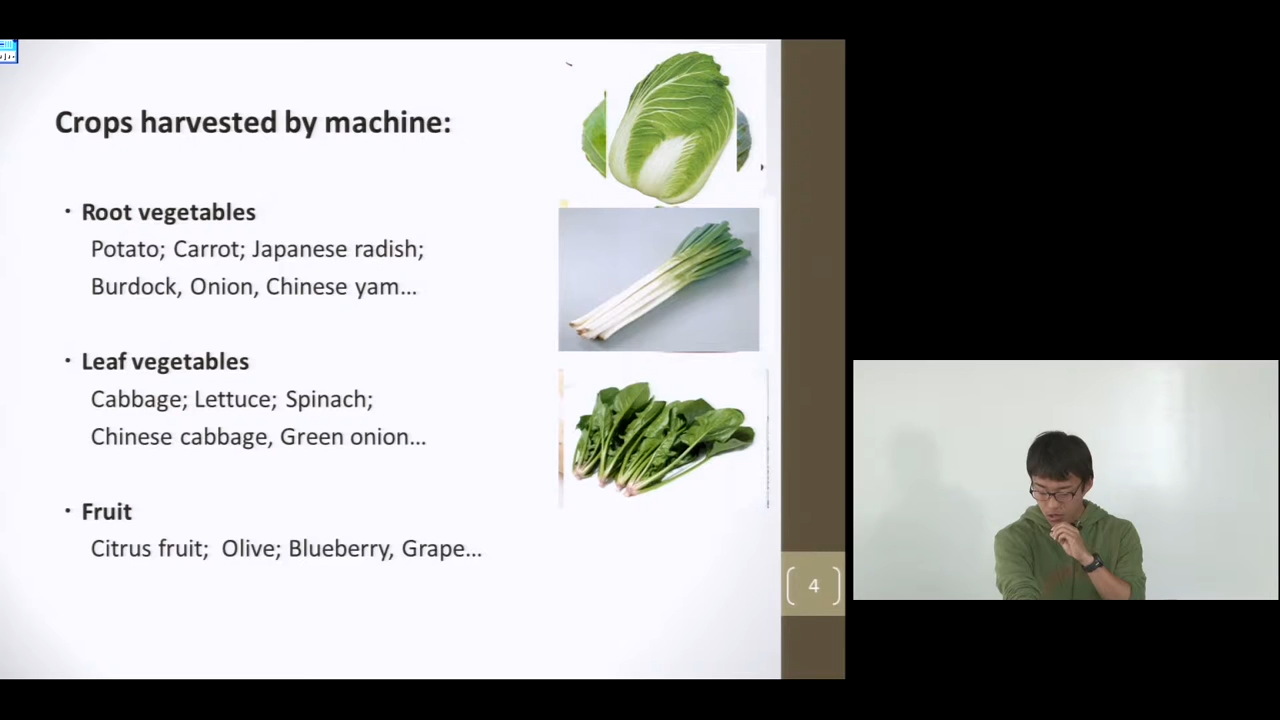 Crops harvested by machine:
· Root vegetables
Potato; Carrot; Japanese radish;
Burdock, Onion, Chinese yam…
· Leaf vegetables
Cabbage; Lettuce; Spinach;
Chinese cabbage, Green onion…
· Fruit
Citrus fruit; Olive; Blueberry, Grape…
4